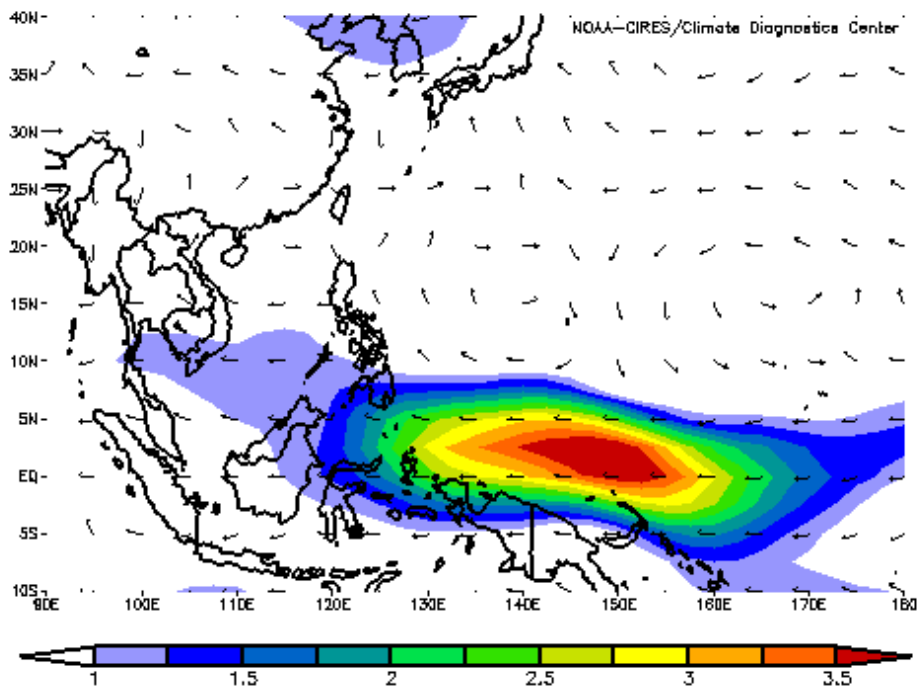 40N
NOAA-CIRES/Climate Diagnostics Center
35N
30N
25N
20N
15N
10N
5N
EQ
5S
10S
90E 100E 110E 120E 130E 140E 150E 160E 170E 180
1 1.5 2 2.5 3 3.5